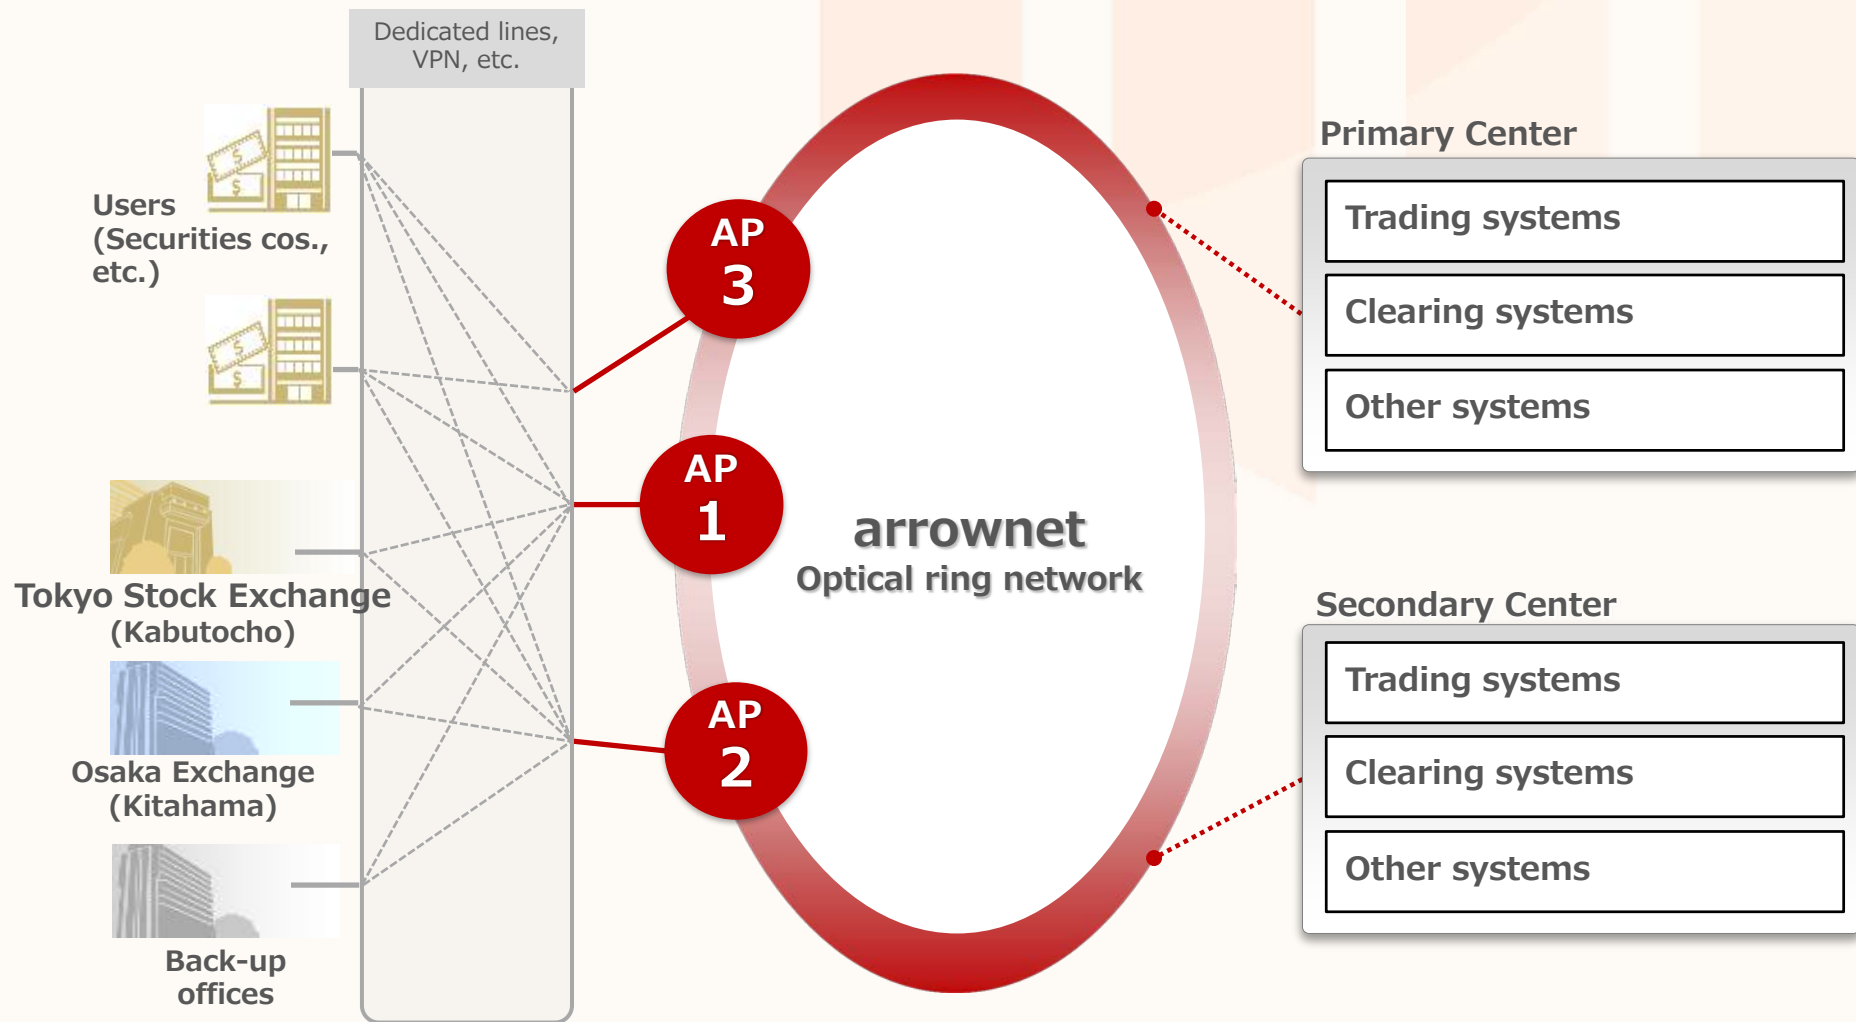 Dedicated lines,
VPN, etc.
Users
(Securities cos.,
etc.)
$
$
$
$
Tokyo Stock Exchange
(Kabutocho)
Osaka Exchange
(Kitahama)
Back-up
offices
AP
3
AP
1
AP
2
arrownet
Optical ring network
Primary Center
Trading systems
Clearing systems
Other systems
Secondary Center
Trading systems
Clearing systems
Other systems